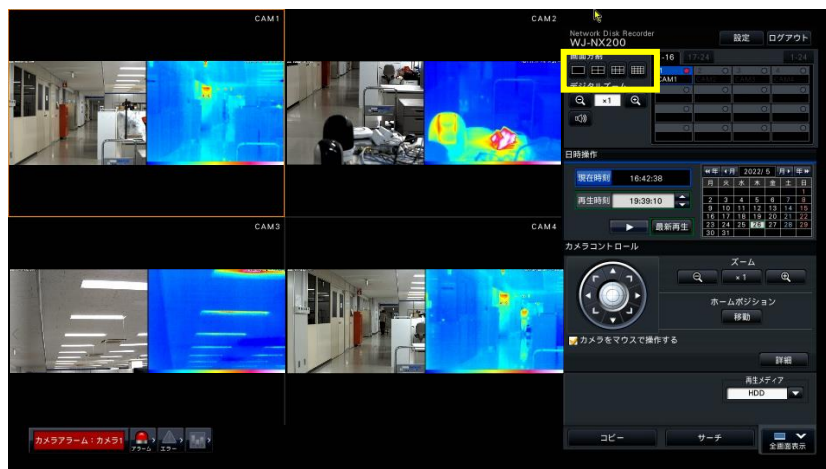 CAM1
CAM2
CAM3
CAM4
Network Disk Recorder
WJ-NX200
設定
ログアウト
画面分割
-16
17-24
1-24
CAM1
デジタルズーム
×1
日時操作
現在時刻 16:42:38
再生時刻 19:39:10
最新再生
年 月 2022/ 5 月 年
月 火 水 木 金 土 日
1
2 3 4 5 6 7 8
9 10 11 12 13 14 15
16 17 18 19 20 21 22
23 24 25 26 27 28 29
30 31
カメラコントロール
ズーム
×1
ホームポジション
移動
カメラをマウスで操作する
詳細
再生メディア
HDD
コピー
サーチ
全画面表示
カメラアラーム：カメラ1
アラーム
エラー